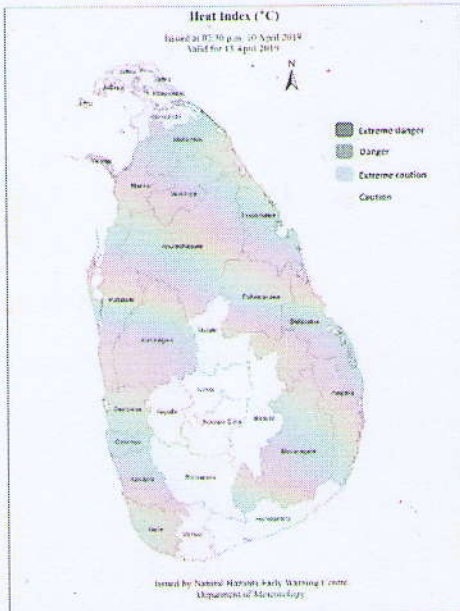 Heat Index (°C)
Issued at 03.30 p.m. 10 April 2019
Valid for 11 April 2019
N
Jaffna
Extreme danger
Danger
Extreme caution
Caution
Mannar
Vavuniya
Trincomalee
Anuradhapura
Puttalam
Polonnaruwa
Batticaloa
Matale
Kurunegala
Kandy
Ampara
Gampaha
Kegalle
Nuwara Eliya
Badulla
Colombo
Monaragala
Kalutara
Ratnapura
Hambantota
Galle
Matara
Issued by Natural Hazards Early Warning Centre
Department of Meteorology